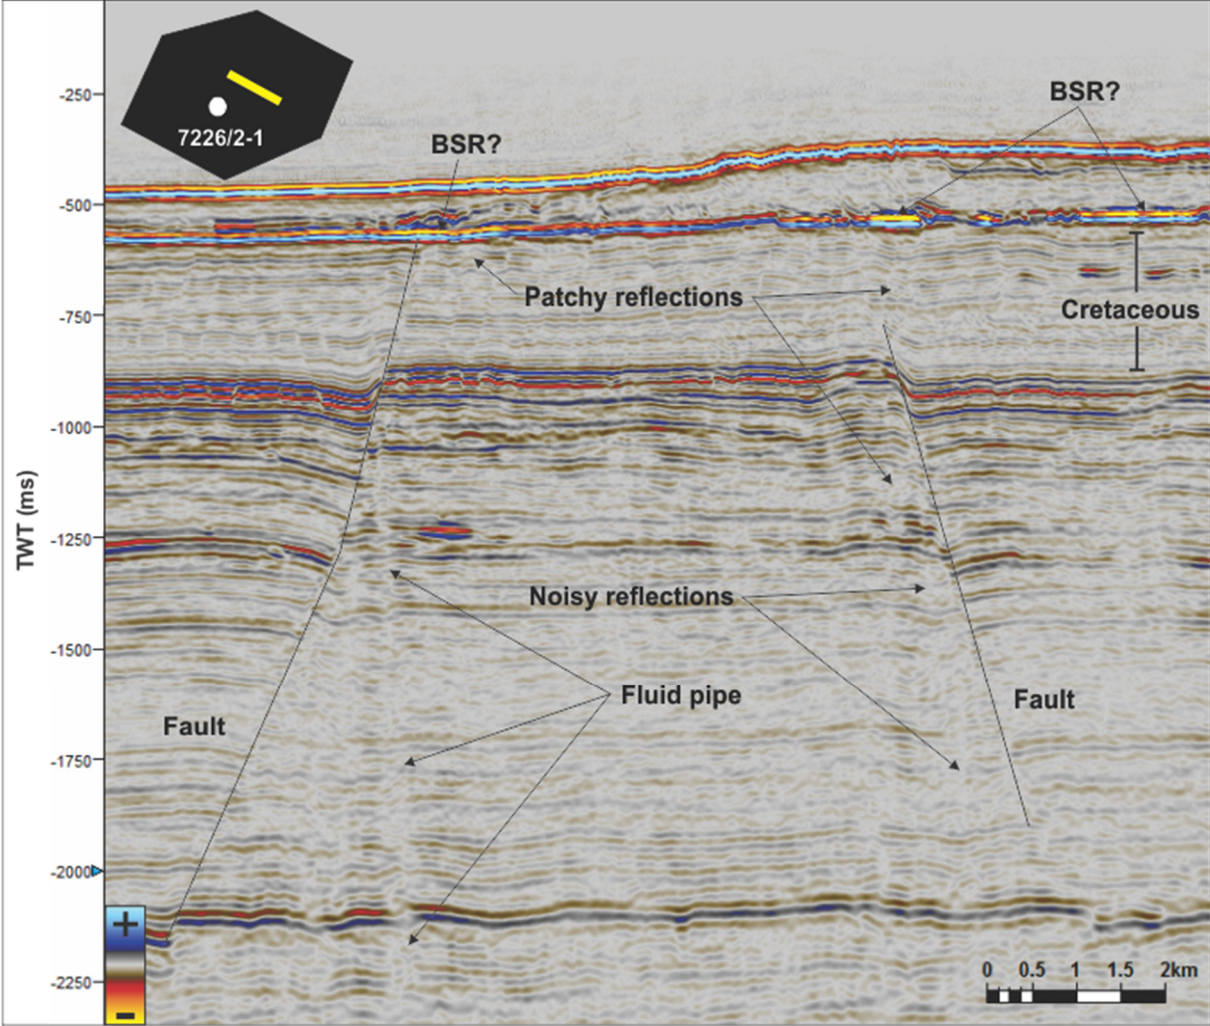 7226/2-1
BSR?
BSR?
Patchy reflections
Cretaceous
Noisy reflections
Fluid pipe
Fault
Fault
TWT (ms)
-250
-500
-750
-1000
-1250
-1500
-1750
-2000
-2250
+
-
0 0.5 1 1.5 2km